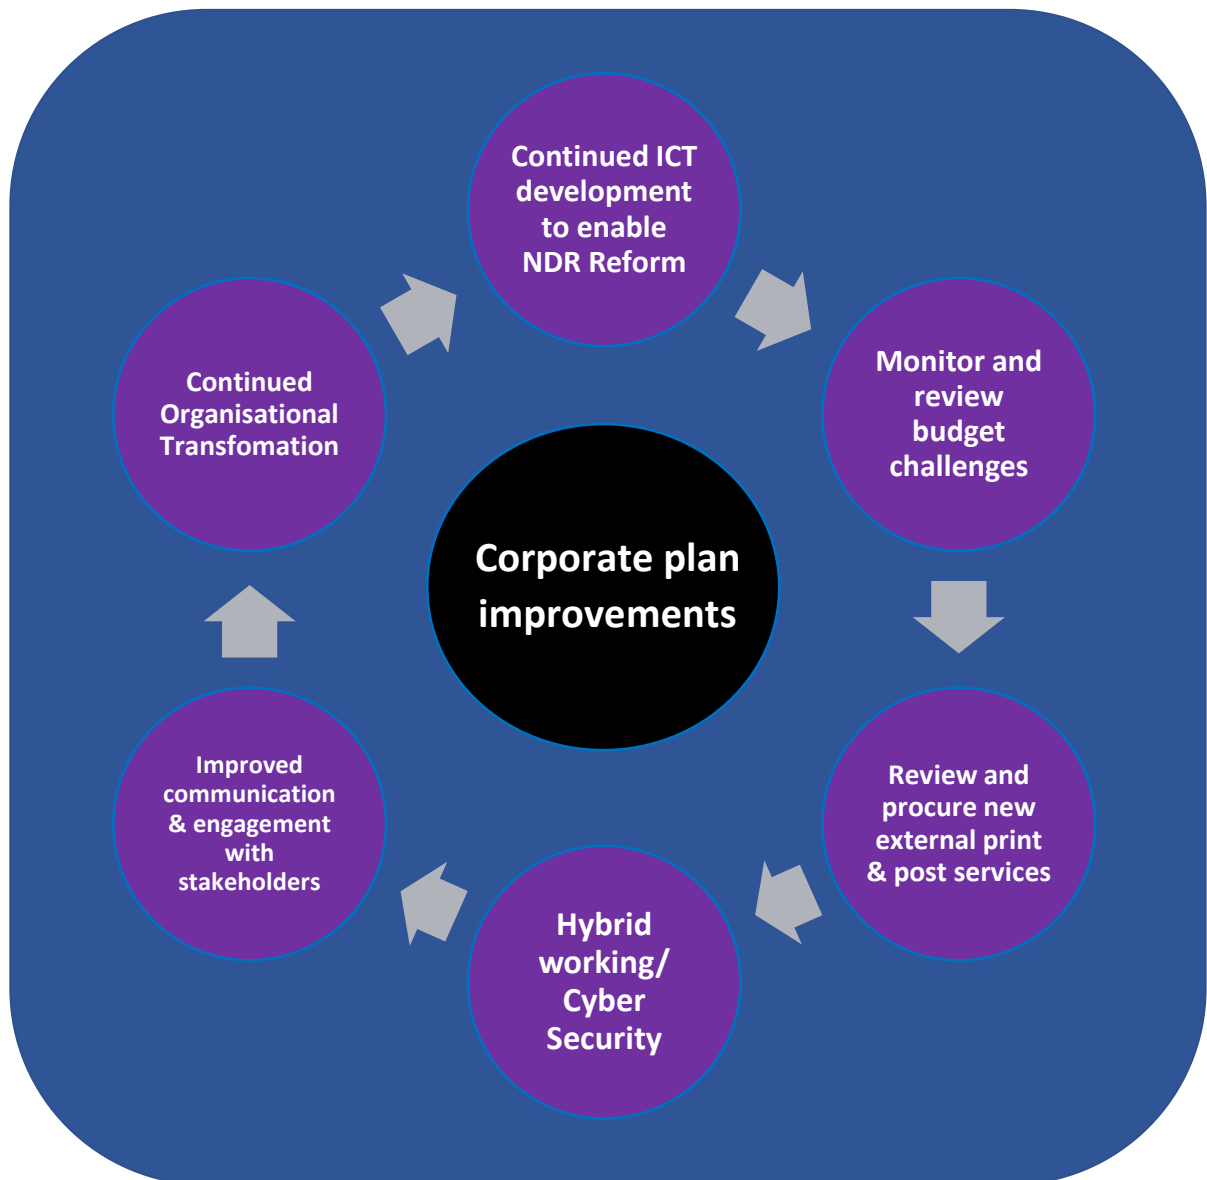 Continued ICT
development
to enable
NDR Reform
Monitor and
review
budget
challenges
Review and
procure new
external print
& post services
Hybrid
working/
Cyber
Security
Improved
communication
& engagement
with
stakeholders
Continued
Organisational
Transfomation
Corporate plan
improvements